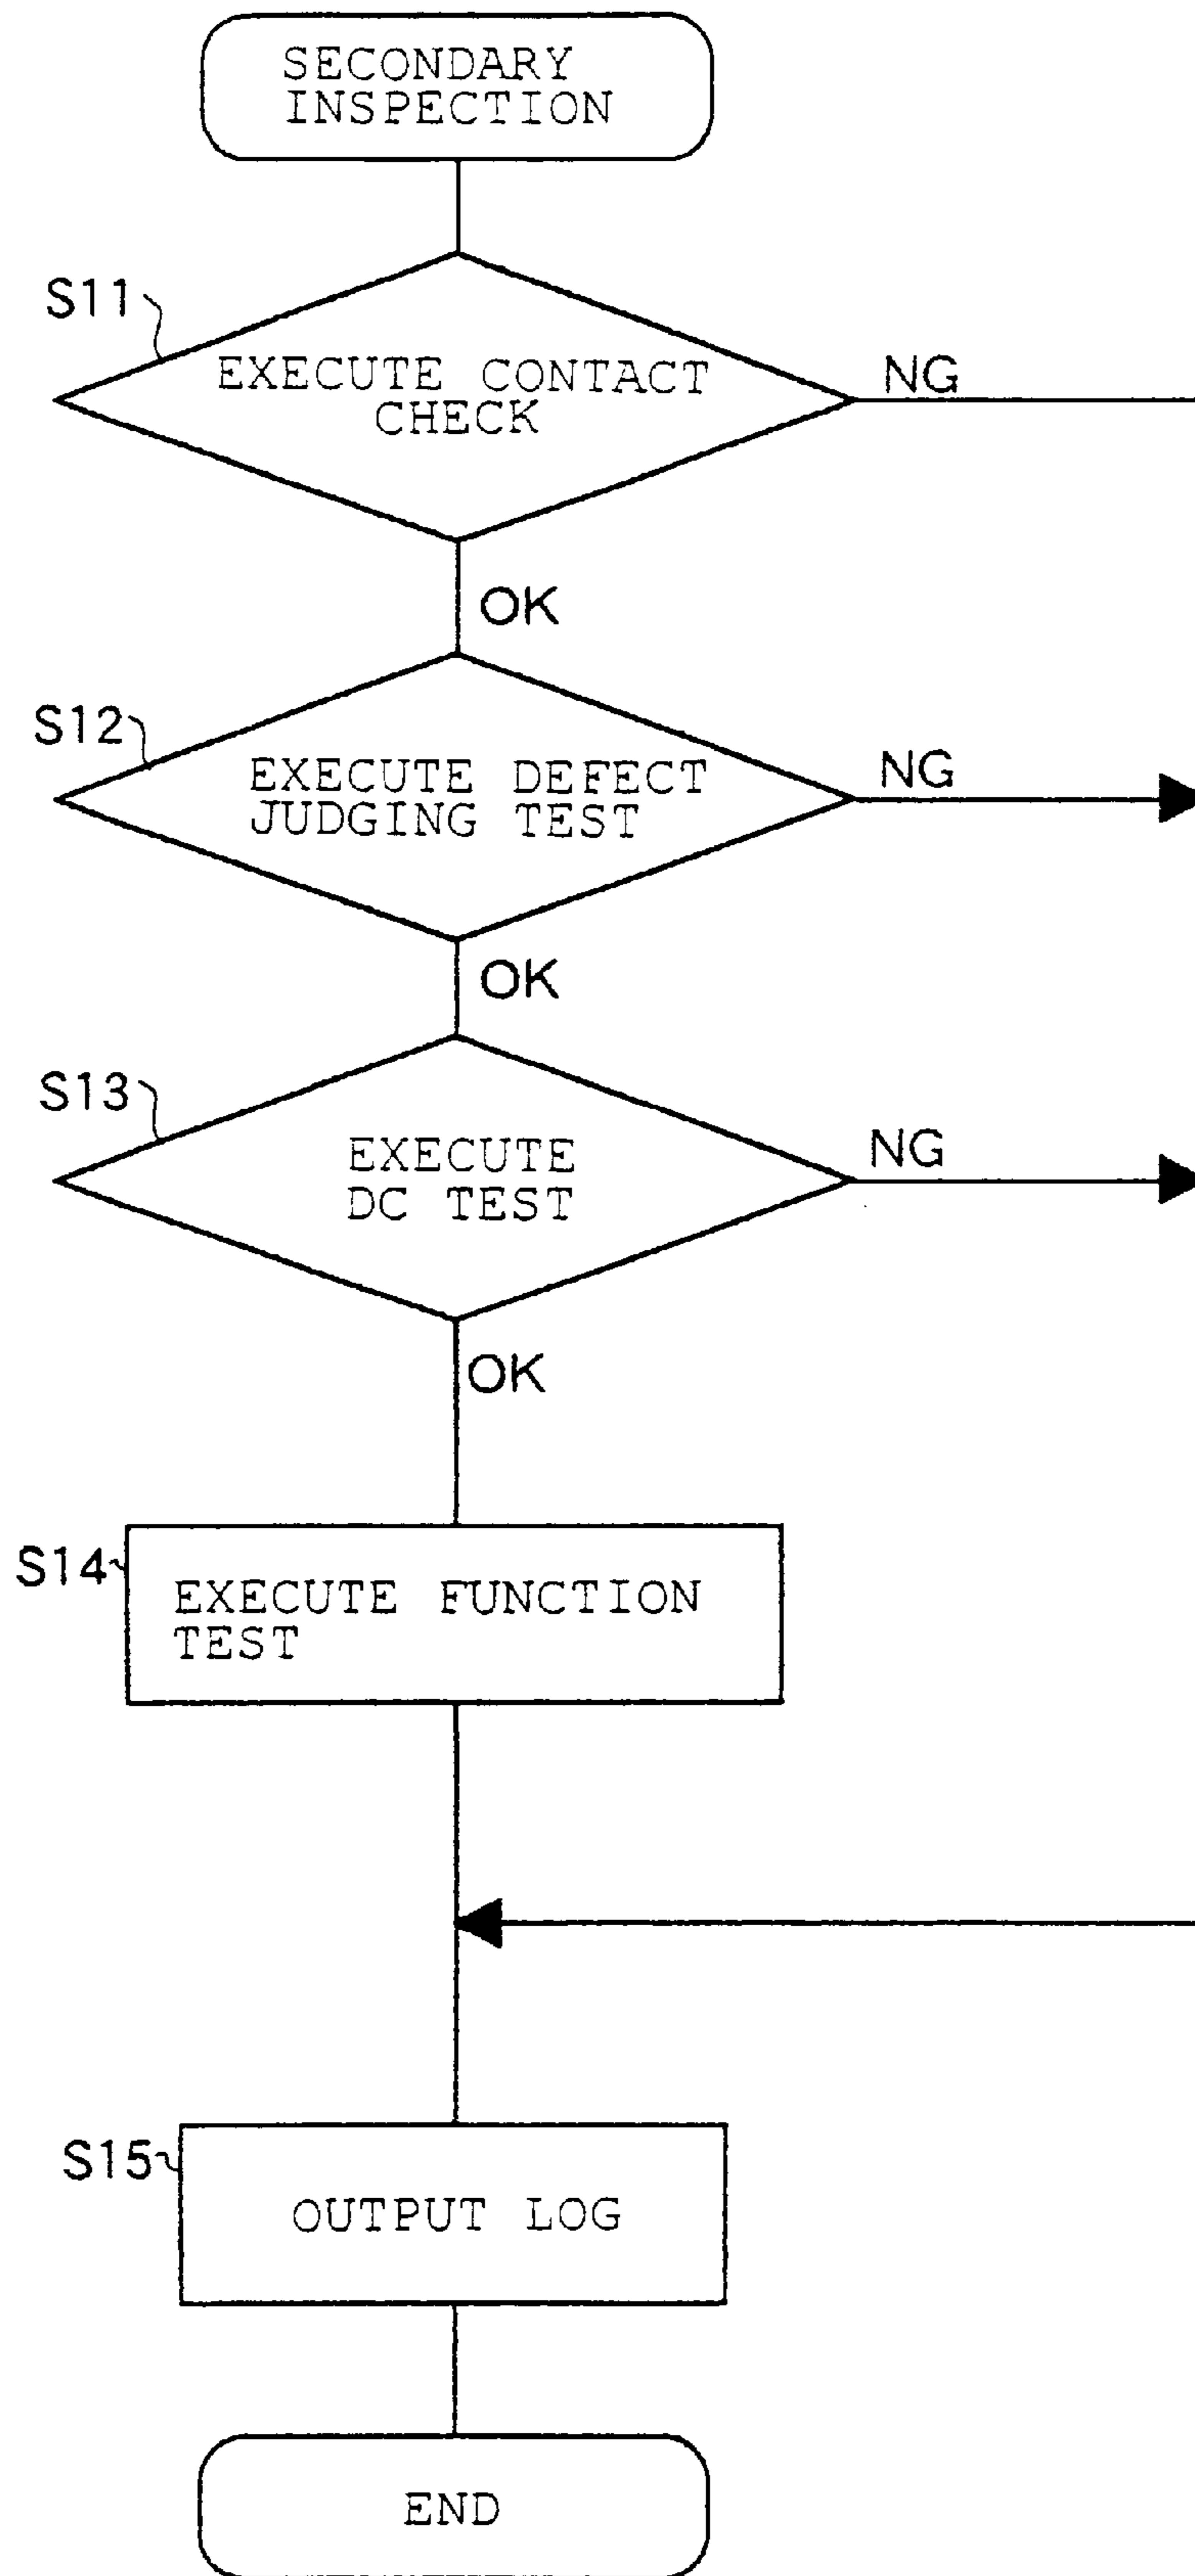 SECONDARY
INSPECTION
S11
EXECUTE CONTACT
CHECK
NG
OK
S12
EXECUTE DEFECT
JUDGING TEST
NG
OK
S13
EXECUTE
DC TEST
NG
OK
S14
EXECUTE FUNCTION
TEST
S15
OUTPUT LOG
END